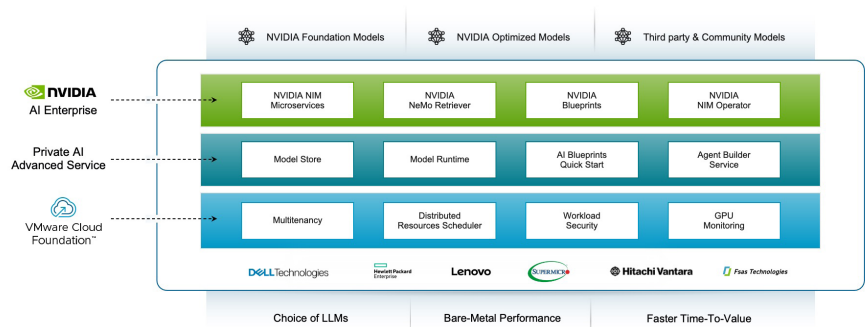 NVIDIA Foundation Models
NVIDIA Optimized Models
Third party & Community Models
NVIDIA
AI Enterprise
NVIDIA NIM
Microservices
NVIDIA
NeMo Retriever
NVIDIA
Blueprints
NVIDIA
NIM Operator
Private AI
Advanced Service
Model Store
Model Runtime
AI Blueprints
Quick Start
Agent Builder
Service
VMware Cloud
Foundation™
Multitenancy
Distributed
Resources Scheduler
Workload
Security
GPU
Monitoring
DELLTechnologies
Hewlett Packard
Enterprise
Lenovo
SUPERMICRO
Hitachi Vantara
Fsas Technologies
Choice of LLMs
Bare-Metal Performance
Faster Time-To-Value